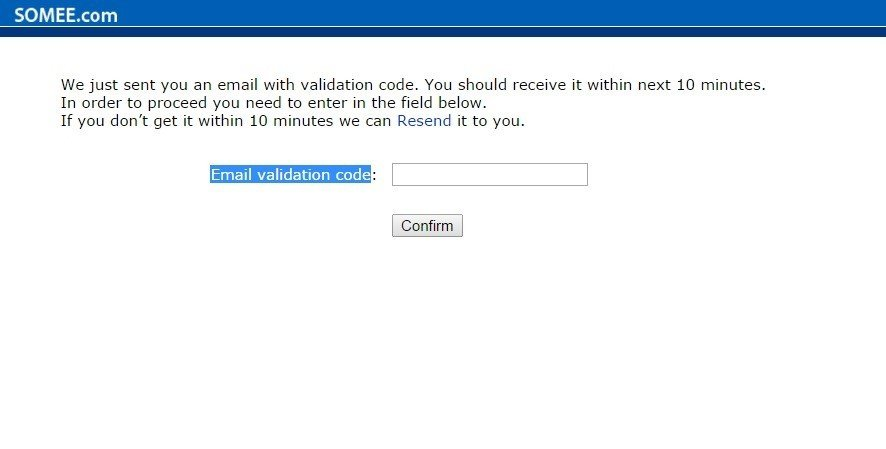 SOMEE.com
We just sent you an email with validation code. You should receive it within next 10 minutes.
In order to proceed you need to enter in the field below.
If you don’t get it within 10 minutes we can Resend it to you.
Email validation code:
Confirm